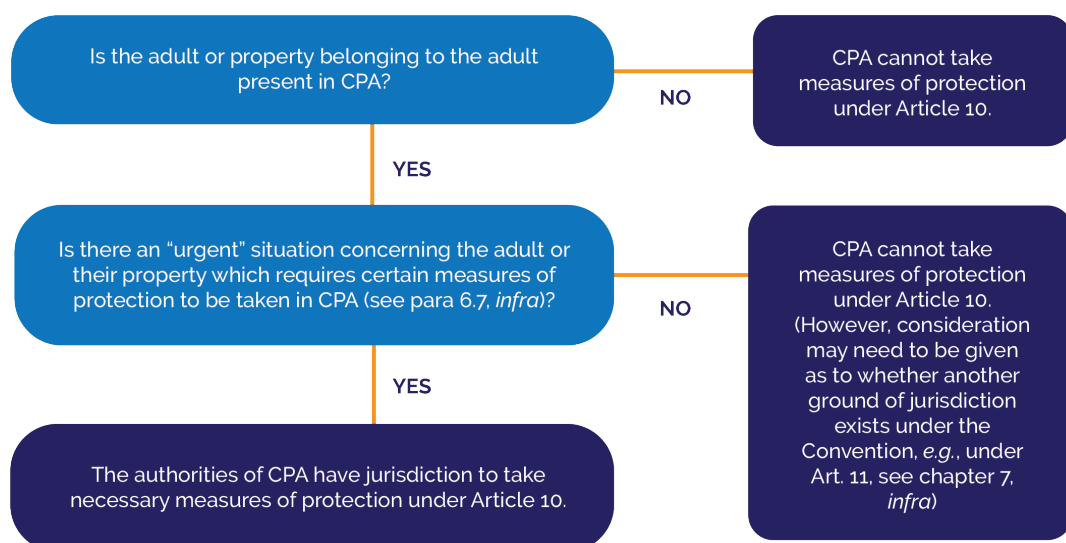 Is the adult or property belonging to the adult
present in CPA?
NO
CPA cannot take
measures of protection
under Article 10.
YES
Is there an “urgent” situation concerning the adult or
their property which requires certain measures of
protection to be taken in CPA (see para 6.7, infra)?
NO
CPA cannot take
measures of protection
under Article 10.
(However, consideration
may need to be given
as to whether another
ground of jurisdiction
exists under the
Convention, e.g., under
Art. 11, see chapter 7,
infra)
YES
The authorities of CPA have jurisdiction to take
necessary measures of protection under Article 10.